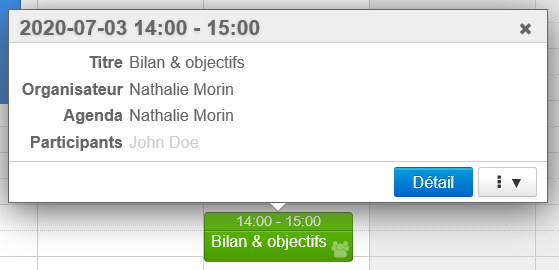 2020-07-03 14:00 - 15:00
Titre Bilan & objectifs
Organisateur Nathalie Morin
Agenda Nathalie Morin
Participants John Doe
Détail
14:00 - 15:00
Bilan & objectifs